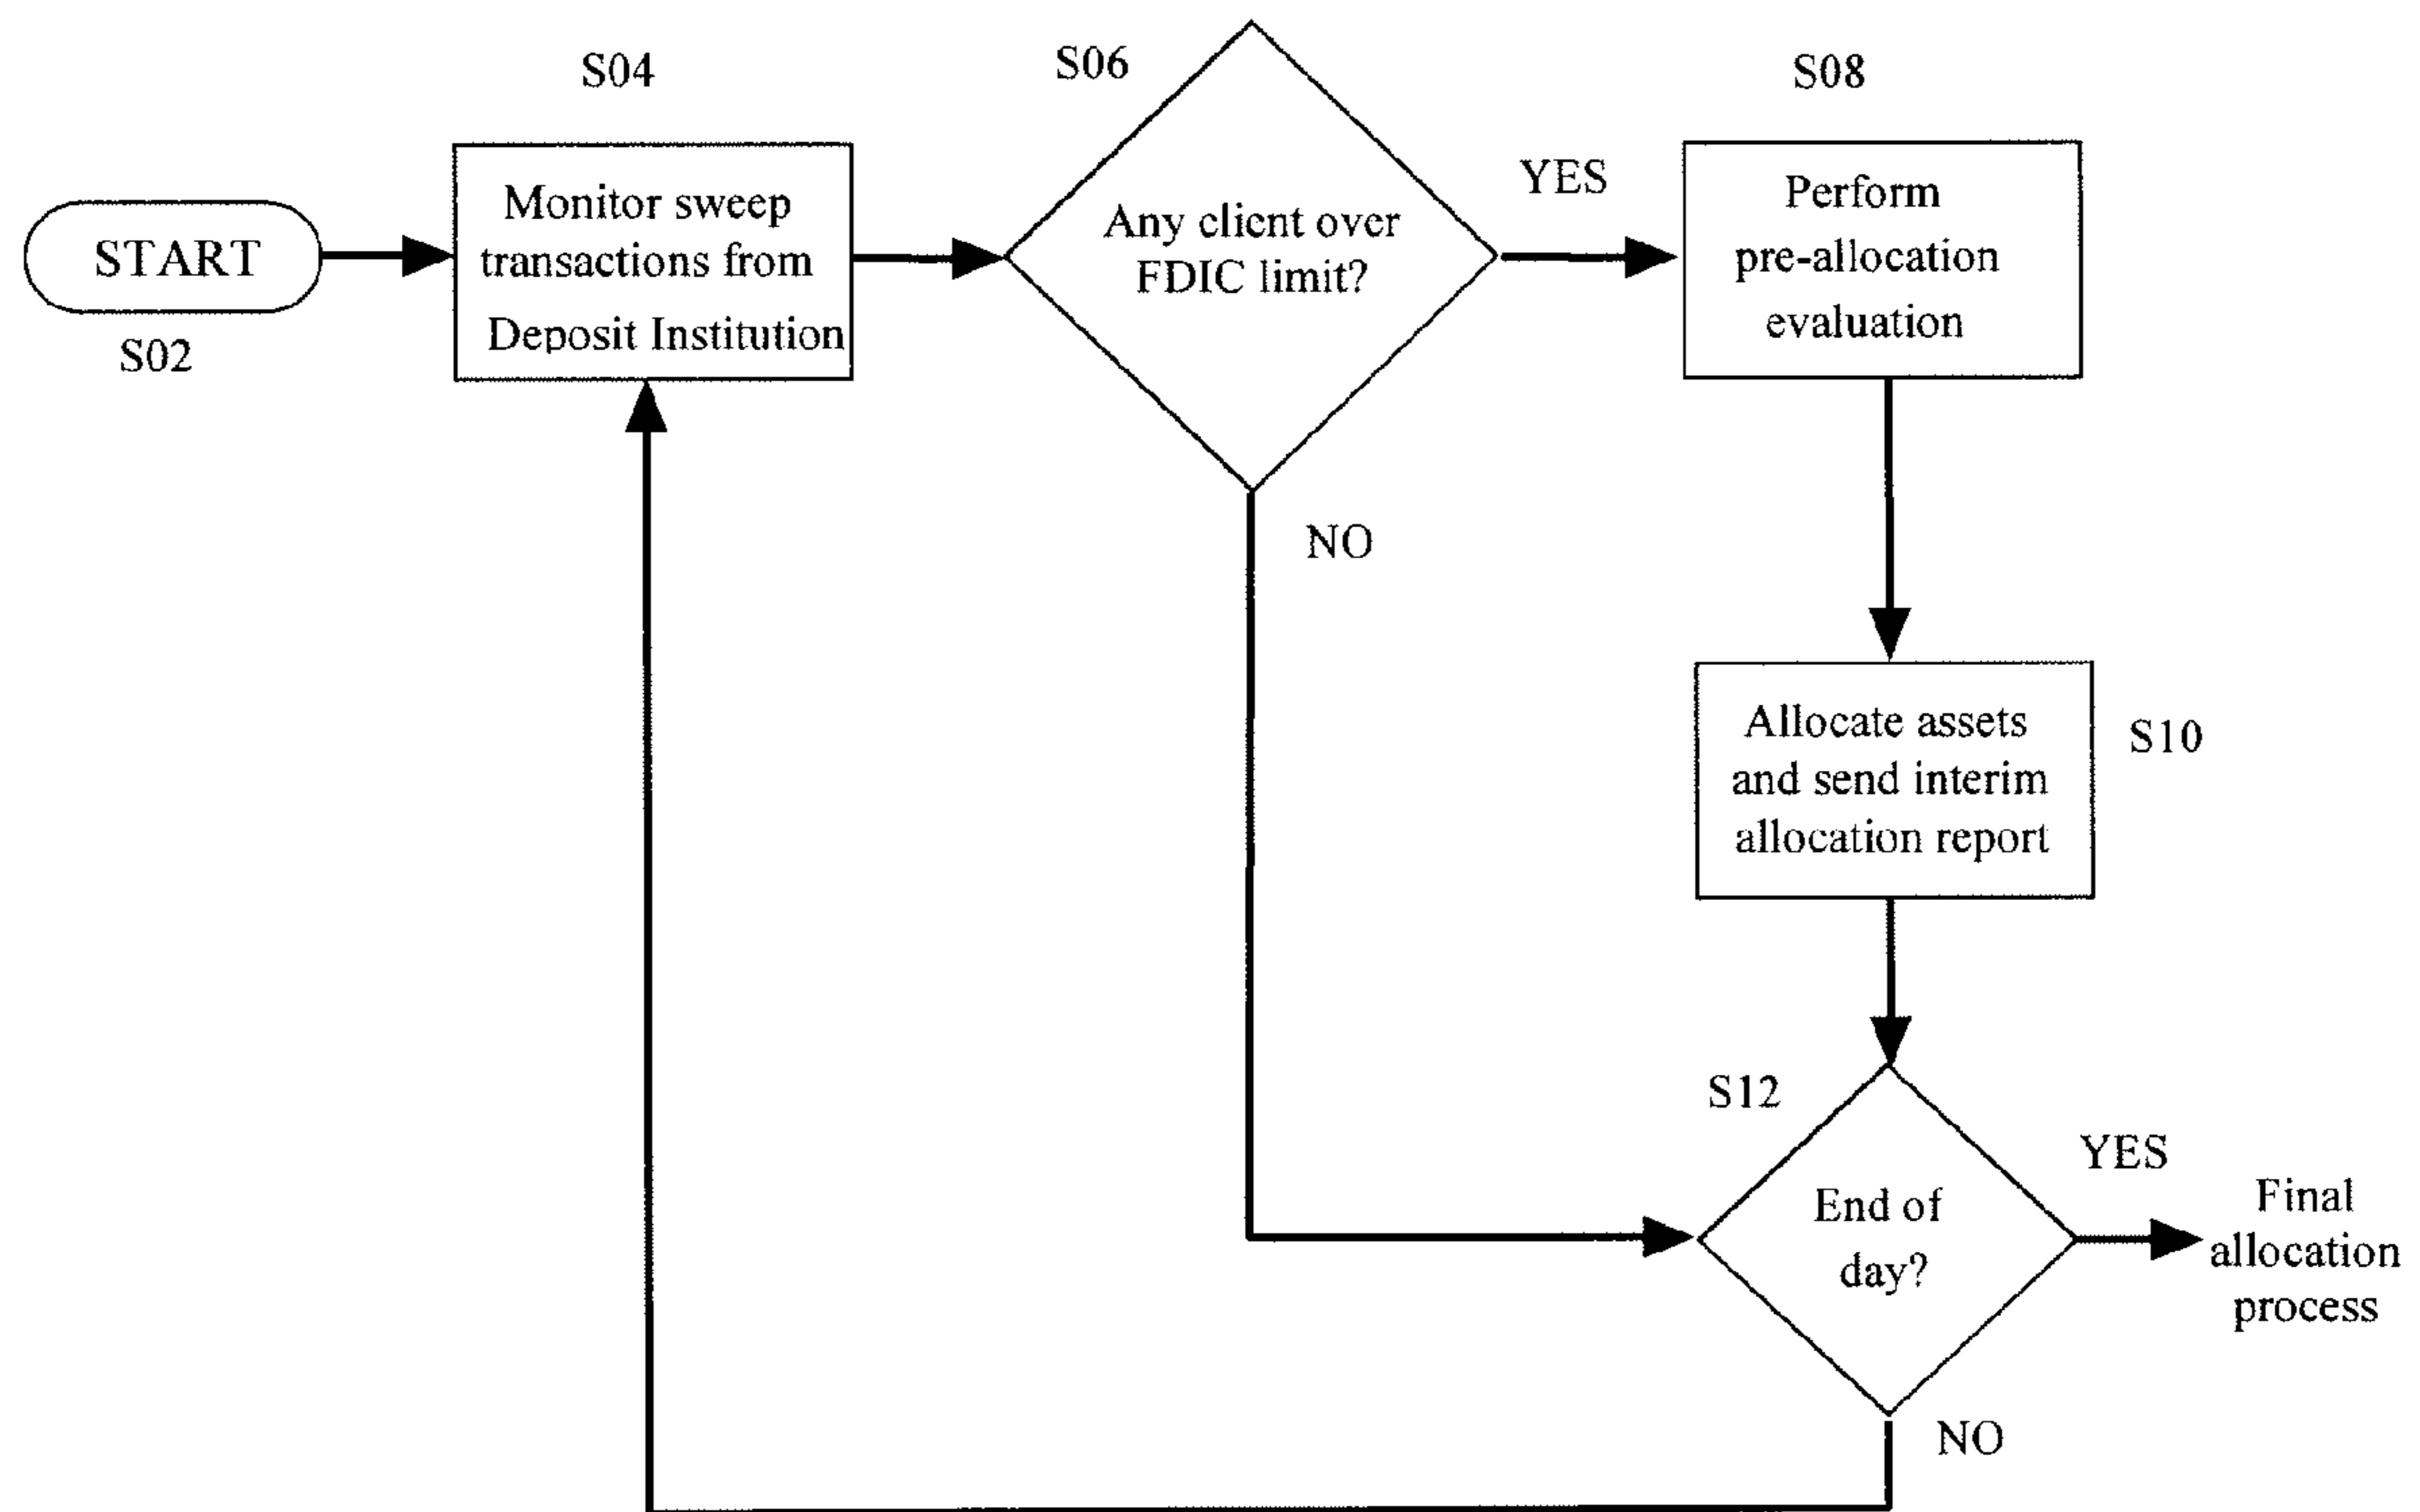 START
S02
S04
Monitor sweep
transactions from
Deposit Institution
S06
Any client over
FDIC limit?
YES
NO
S08
Perform
pre-allocation
evaluation
Allocate assets
and send interim
allocation report
S10
S12
End of
day?
YES
NO
Final
allocation
process